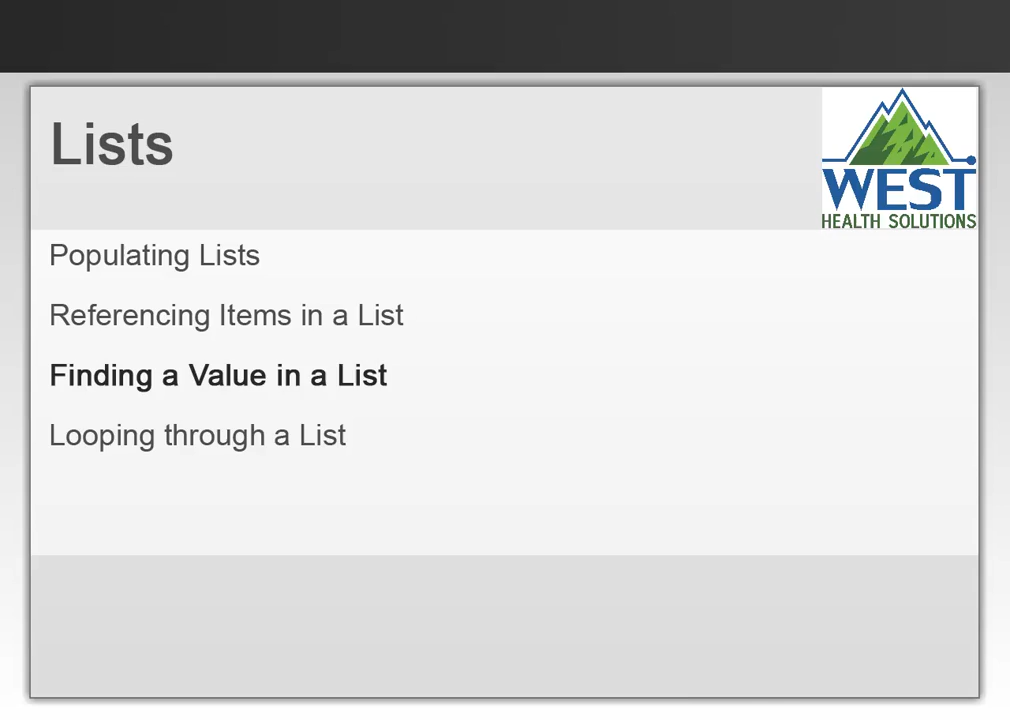 Lists
WEST
HEALTH SOLUTIONS
Populating Lists
Referencing Items in a List
Finding a Value in a List
Looping through a List